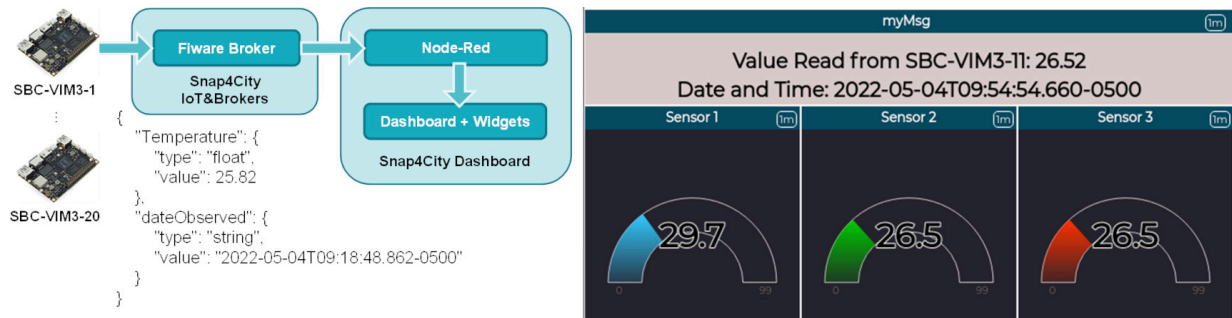 SBC-VIM3-1
⋮
SBC-VIM3-20
Fiware Broker
Snap4City
IoT&Brokers
Node-Red
Dashboard + Widgets
Snap4City Dashboard
{
"Temperature": {
"type": "float",
"value": 25.82
},
"dateObserved": {
"type": "string",
"value": "2022-05-04T09:18:48.862-0500"
}
}
myMsg 1m
Value Read from SBC-VIM3-11: 26.52
Date and Time: 2022-05-04T09:54:54.660-0500
Sensor 1 1m
29.7
0 99
Sensor 2 1m
26.5
0 99
Sensor 3 1m
26.5
0 99